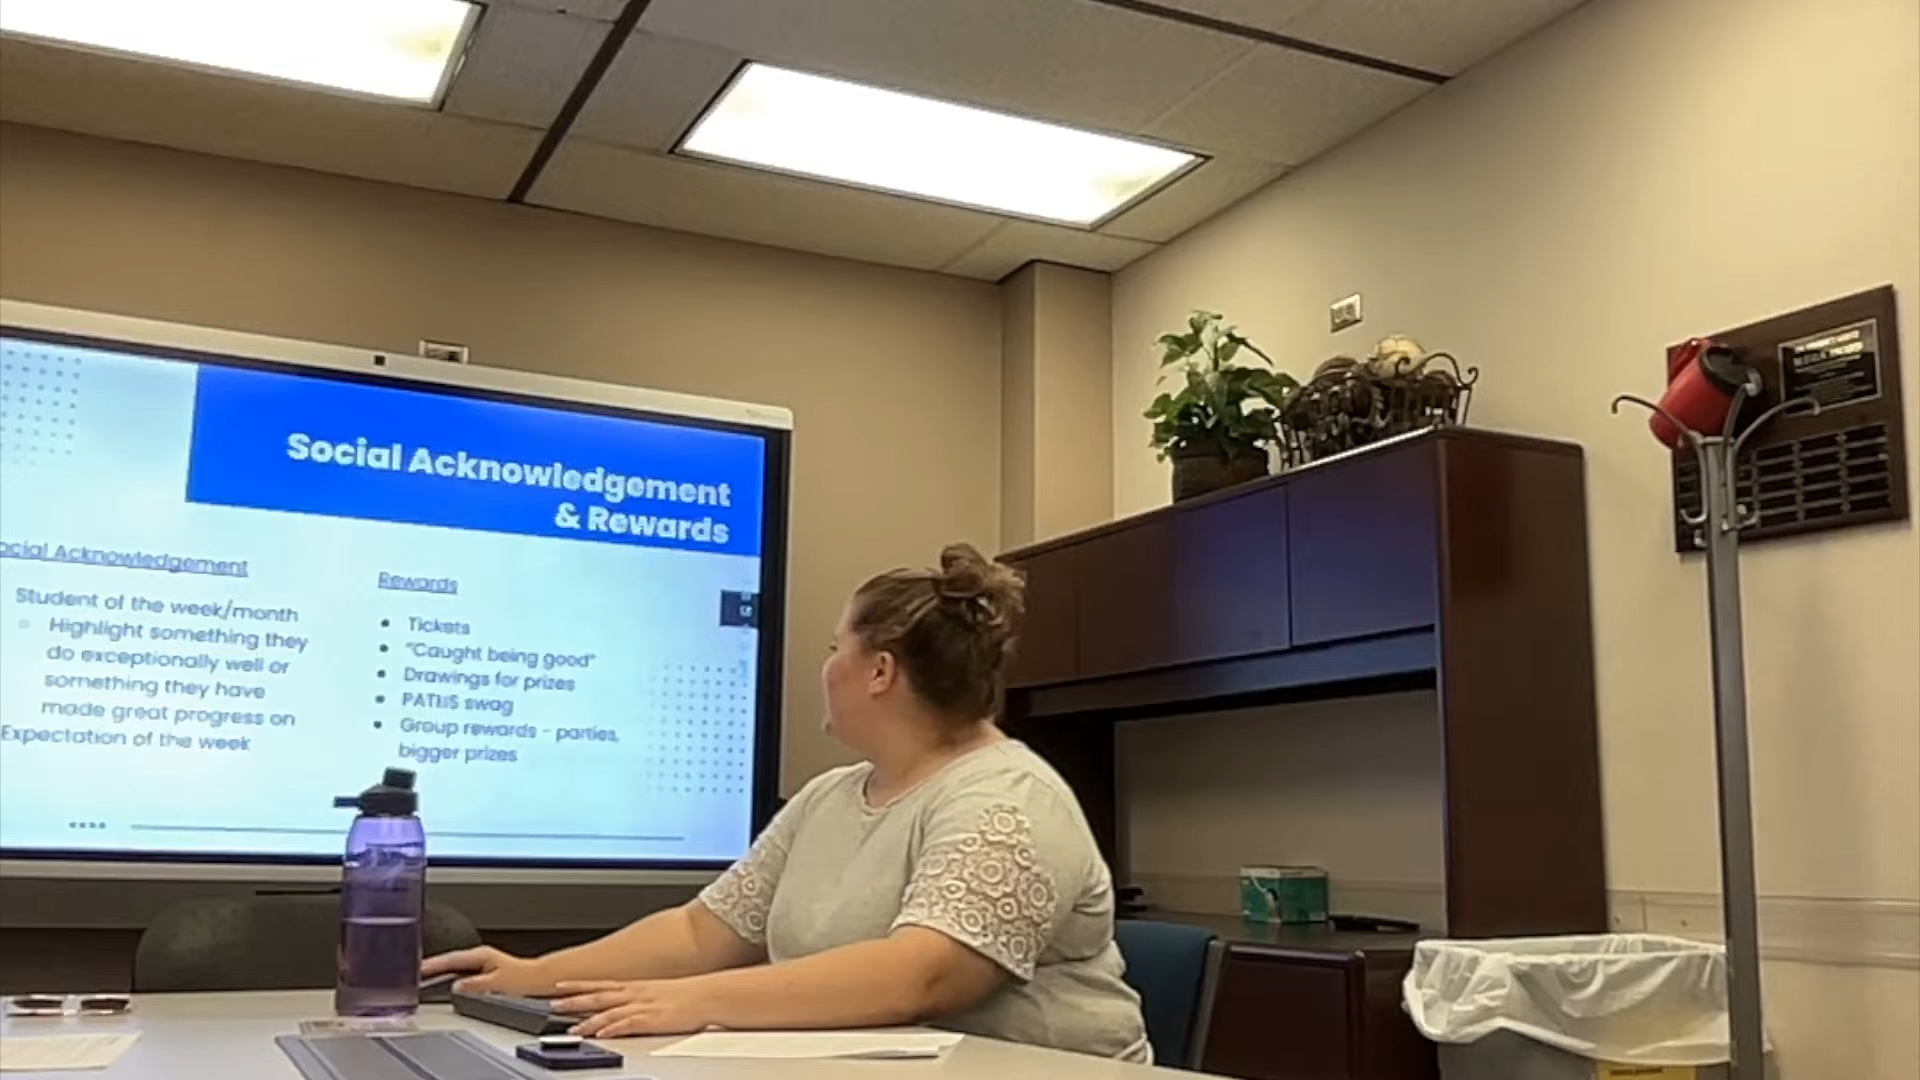 Social Acknowledgement
& Rewards
ocial Acknowledgement
Student of the week/month
Highlight something they
do exceptionally well or
something they have
made great progress on
Expectation of the week
Rewards
Tickets
"Caught being good"
Drawings for prizes
PATHS swag
Group rewards - parties,
bigger prizes